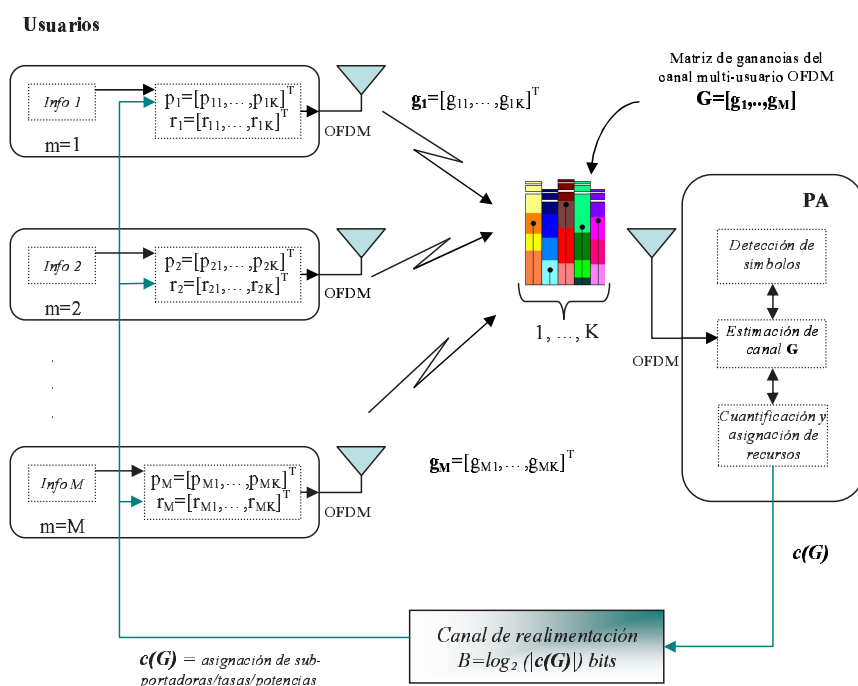 Usuarios
Info 1
p₁=[p₁₁,...,p₁K]ᵀ
r₁=[r₁₁,...,r₁K]ᵀ
m=1
OFDM
g₁=[g₁₁,...,g₁K]ᵀ
Matriz de ganancias del
canal multi-usuario OFDM
G=[g₁,..,gM]
Info 2
p₂=[p₂₁,...,p₂K]ᵀ
r₂=[r₂₁,...,r₂K]ᵀ
m=2
OFDM
1, ..., K
OFDM
PA
Detección de
símbolos
Estimación de
canal G
Cuantificación y
asignación de
recursos
Info M
pM=[pM1,...,pMK]ᵀ
rM=[rM1,...,rMK]ᵀ
m=M
OFDM
gM=[gM1,...,gMK]ᵀ
c(G)
Canal de realimentación
B=log₂ (|c(G)|) bits
c(G) = asignación de sub-
portadoras/tasas/potencias